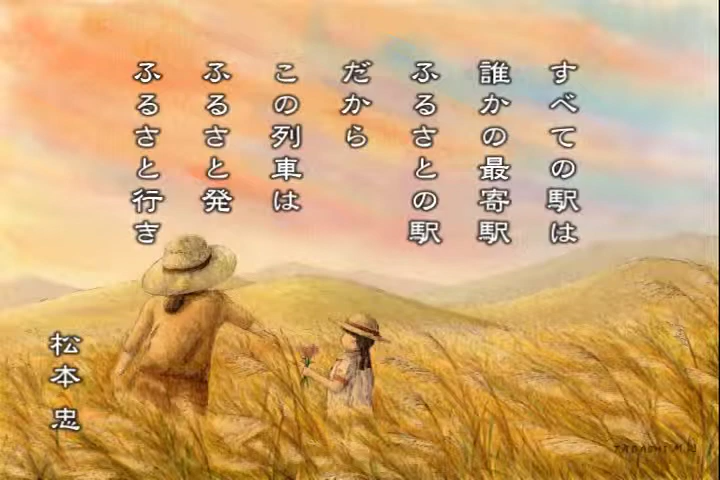 すべての駅は
誰かの最寄駅
ふるさとの駅
だから
この列車は
ふるさと発
ふるさと行き
松本 忠
TADASHI.M